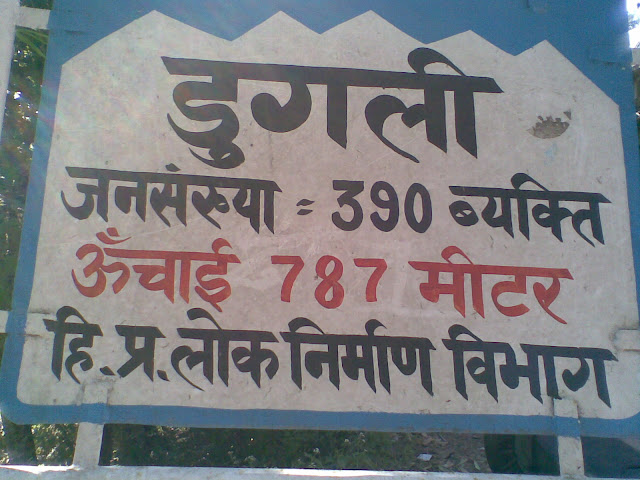 डुगली
जनसंख्या = 390 व्यक्ति
ऊँचाई 787 मीटर
हि.प्र.लोक निर्माण विभाग